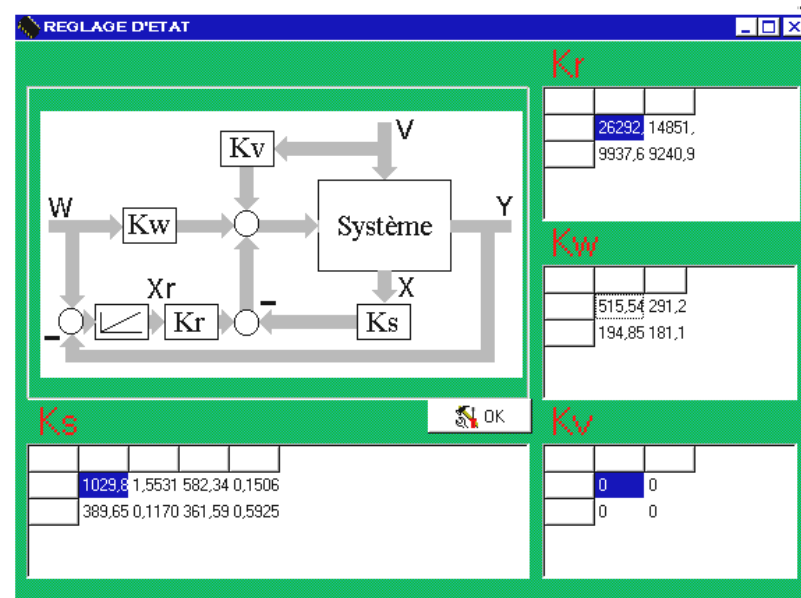 REGLAGE D'ETAT
Kr
26292, 14851,
9937,6 9240,9
V
Kv
W
Kw
Système
Y
Xr
X
Kr
Ks
Kw
515,54 291,2
194,85 181,1
OK
Ks
1029,8 1,5531 582,34 0,1506
389,65 0,1170 361,59 0,5925
Kv
0 0
0 0